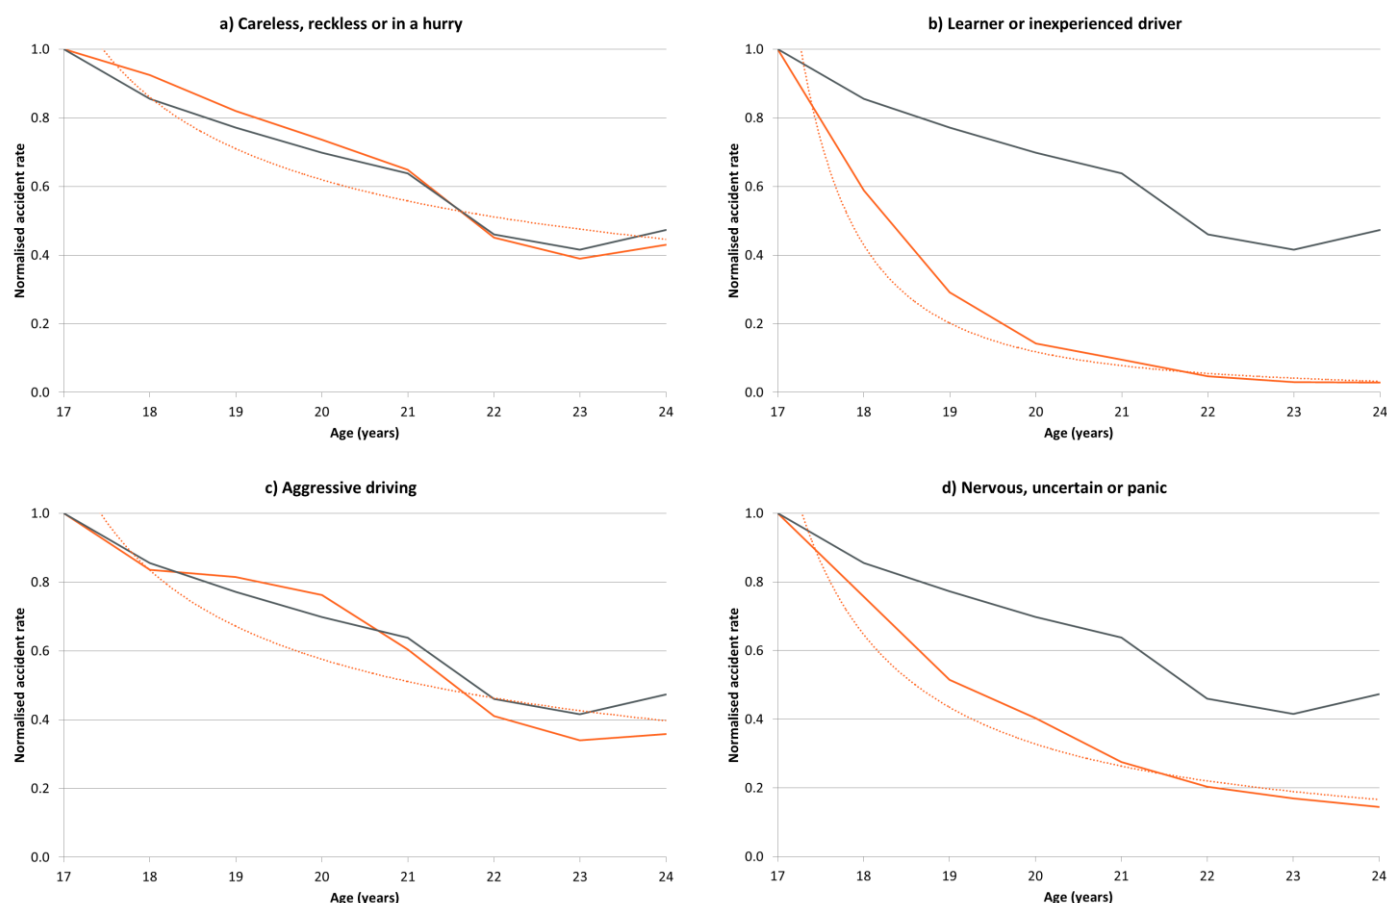 a) Careless, reckless or in a hurry
Normalised accident rate
1.0
0.8
0.6
0.4
0.2
0.0
17 18 19 20 21 22 23 24
Age (years)
b) Learner or inexperienced driver
Normalised accident rate
1.0
0.8
0.6
0.4
0.2
0.0
17 18 19 20 21 22 23 24
Age (years)
c) Aggressive driving
Normalised accident rate
1.0
0.8
0.6
0.4
0.2
0.0
17 18 19 20 21 22 23 24
Age (years)
d) Nervous, uncertain or panic
Normalised accident rate
1.0
0.8
0.6
0.4
0.2
0.0
17 18 19 20 21 22 23 24
Age (years)